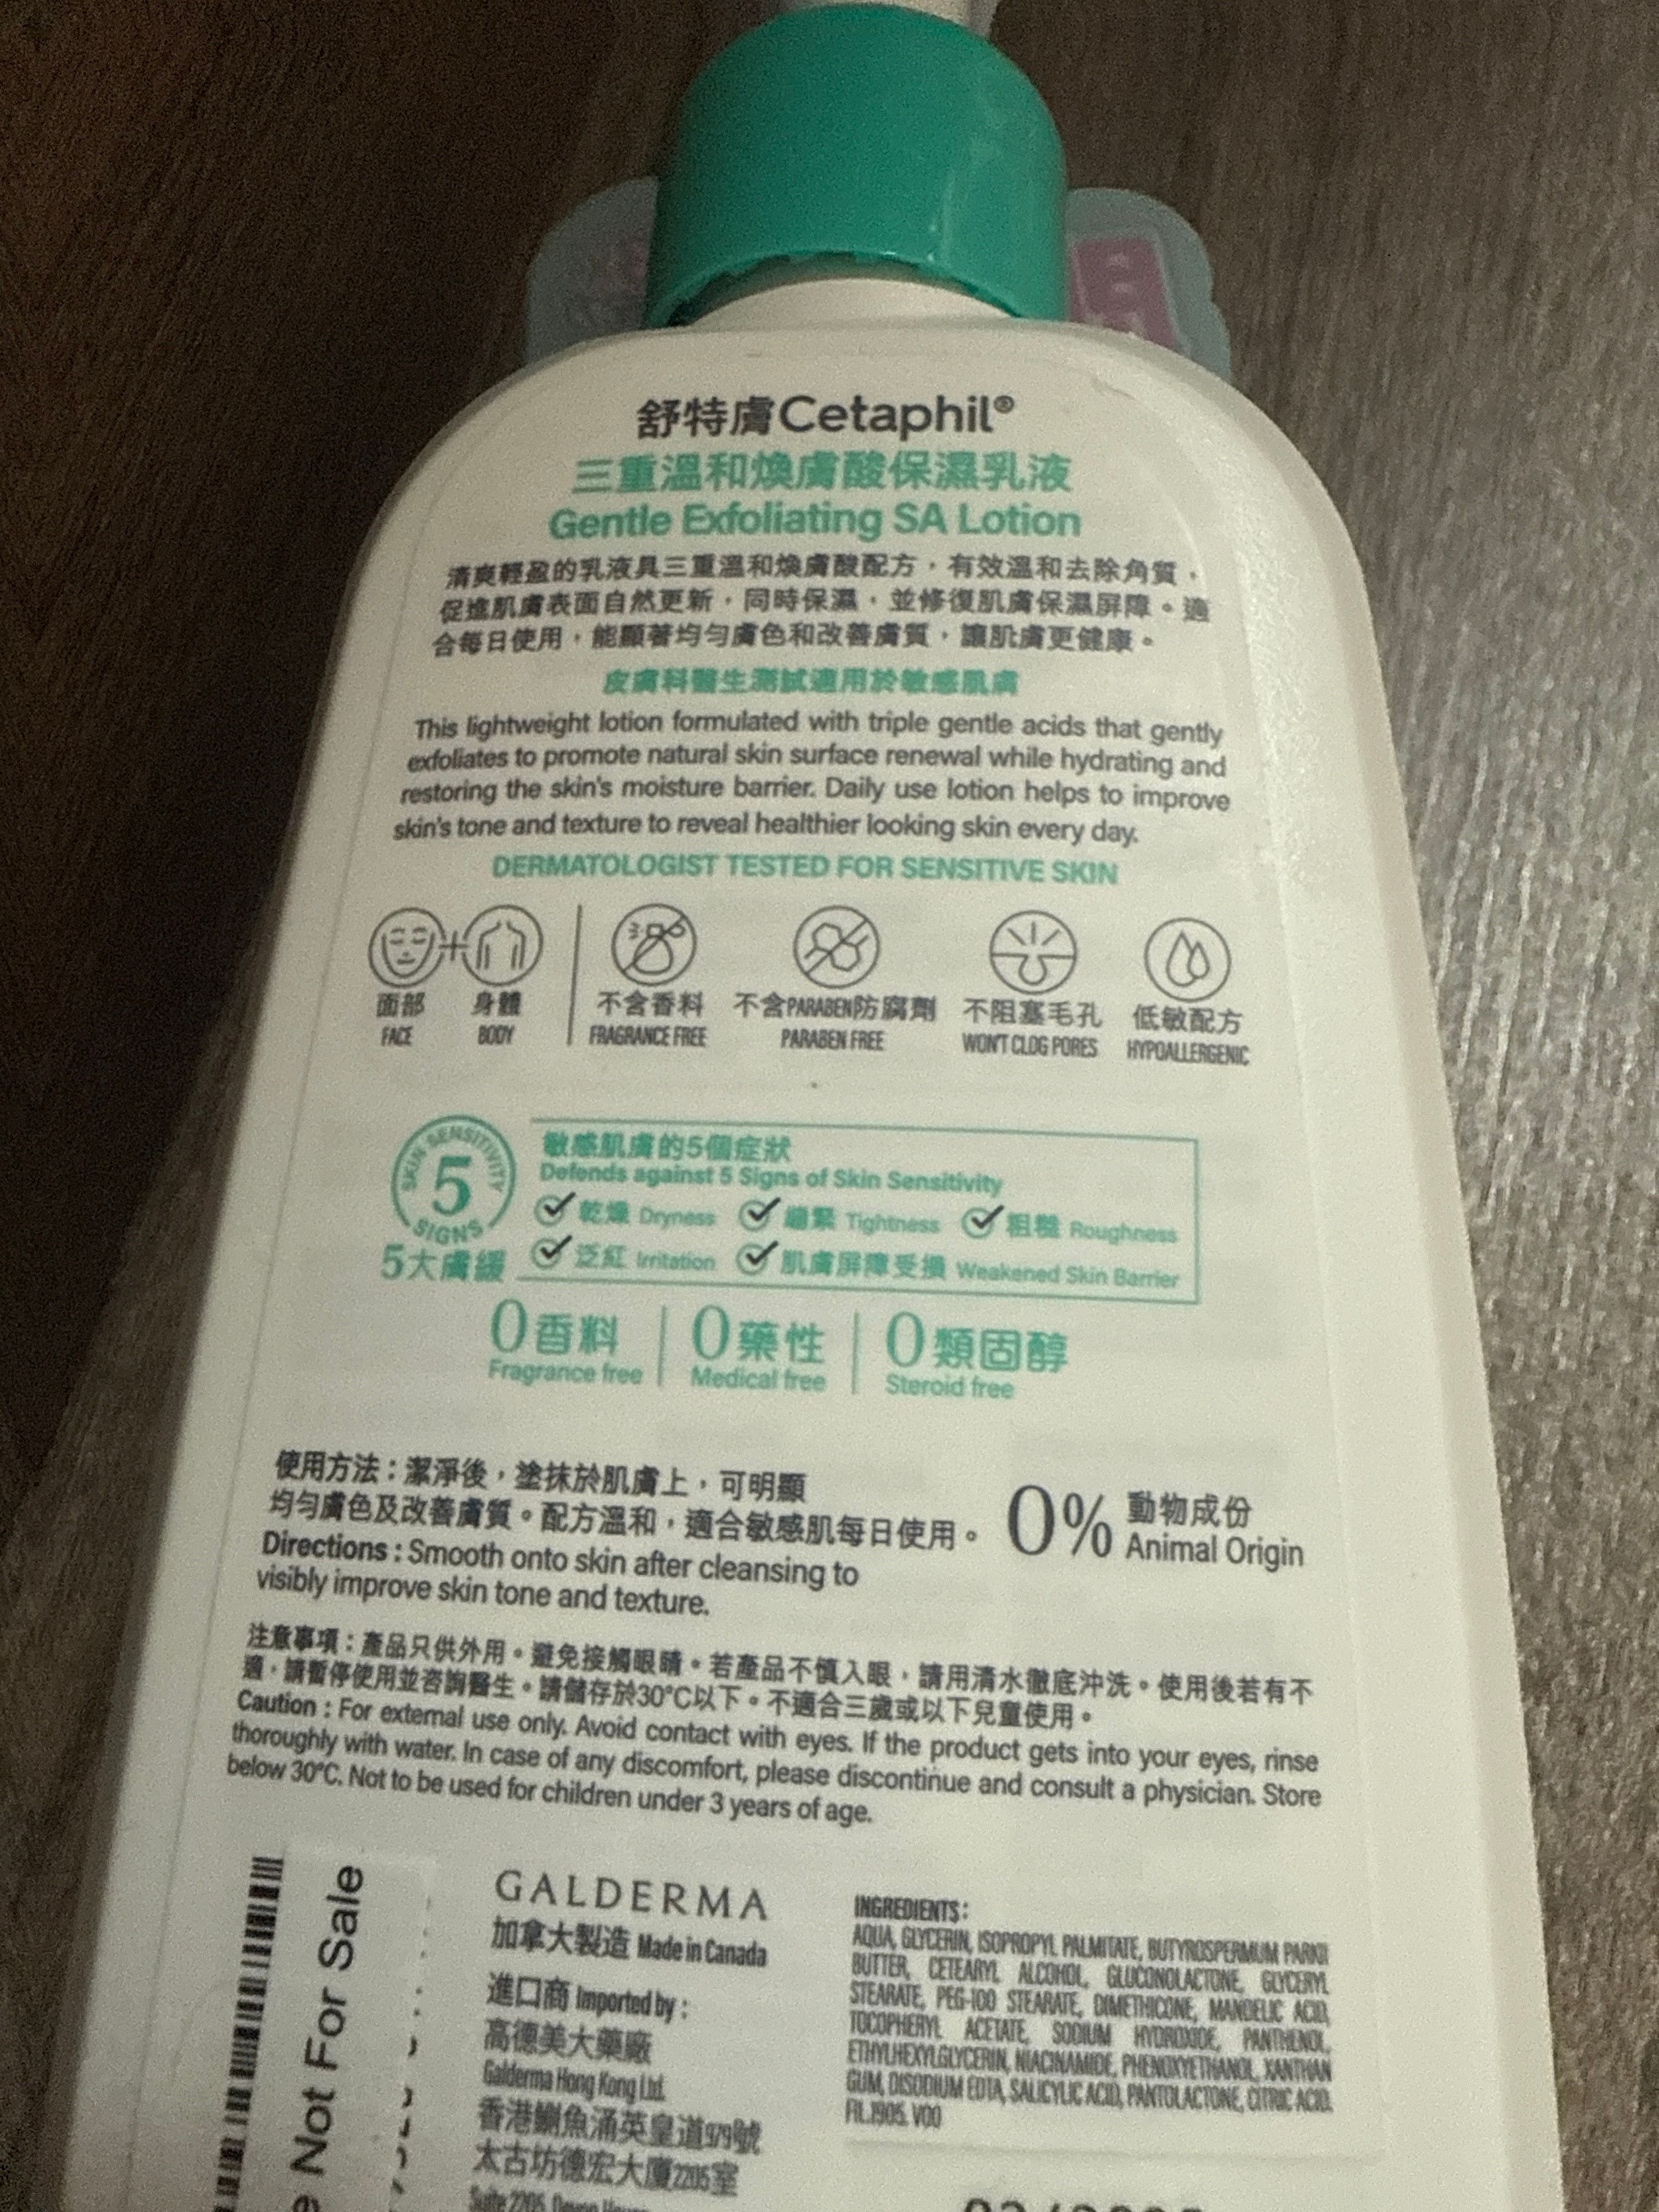 舒特膚Cetaphil®
三重溫和煥膚酸保濕乳液
Gentle Exfoliating SA Lotion
清爽輕盈的乳液具三重溫和煥膚酸配方，有效溫和去除角質，
促進肌膚表面自然更新，同時保濕，並修復肌膚保濕屏障。適
合每日使用，能顯著均勻膚色和改善膚質，讓肌膚更健康。
皮膚科醫生測試適用於敏感肌膚
This lightweight lotion formulated with triple gentle acids that gently
exfoliates to promote natural skin surface renewal while hydrating and
restoring the skin's moisture barrier. Daily use lotion helps to improve
skin's tone and texture to reveal healthier looking skin every day.
DERMATOLOGIST TESTED FOR SENSITIVE SKIN
面部 身體 不含香料 不含PARABEN防腐劑 不阻塞毛孔 低敏配方
FACE BODY FRAGRANCE FREE PARABEN FREE WON'T CLOG PORES HYPOALLERGENIC
SKIN SENSITIVITY
5
SIGNS
5大膚緩
敏感肌膚的5個症狀
Defends against 5 Signs of Skin Sensitivity
乾燥 Dryness 繃緊 Tightness 粗糙 Roughness
泛紅 Irritation 肌膚屏障受損 Weakened Skin Barrier
0香料 0藥性 0類固醇
Fragrance free Medical free Steroid free
使用方法：潔淨後，塗抹於肌膚上，可明顯
均勻膚色及改善膚質。配方溫和，適合敏感肌每日使用。
Directions : Smooth onto skin after cleansing to
visibly improve skin tone and texture.
0% 動物成份
Animal Origin
注意事項：產品只供外用。避免接觸眼睛。若產品不慎入眼，請用清水徹底沖洗。使用後若有不
適，請暫停使用並咨詢醫生。請儲存於30°C以下。不適合三歲或以下兒童使用。
Caution : For external use only. Avoid contact with eyes. If the product gets into your eyes, rinse
thoroughly with water. In case of any discomfort, please discontinue and consult a physician. Store
below 30°C. Not to be used for children under 3 years of age.
Not For Sale
GALDERMA
加拿大製造 Made in Canada
進口商 Imported by :
高德美大藥廠
Galderma Hong Kong Ltd.
香港鰂魚涌英皇道979號
太古坊德宏大廈2205室
Suite 2205, Devon House
INGREDIENTS :
AQUA, GLYCERIN, ISOPROPYL PALMITATE, BUTYROSPERMUM PARKII
BUTTER, CETEARYL ALCOHOL, GLUCONOLACTONE, GLYCERYL
STEARATE, PEG-100 STEARATE, DIMETHICONE, MANDELIC ACID,
TOCOPHERYL ACETATE, SODIUM HYDROXIDE, PANTHENOL,
ETHYLHEXYLGLYCERIN, NIACINAMIDE, PHENOXYETHANOL, XANTHAN
GUM, DISODIUM EDTA, SALICYLIC ACID, PANTOLACTONE, CITRIC ACID.
FIL.1905. V00